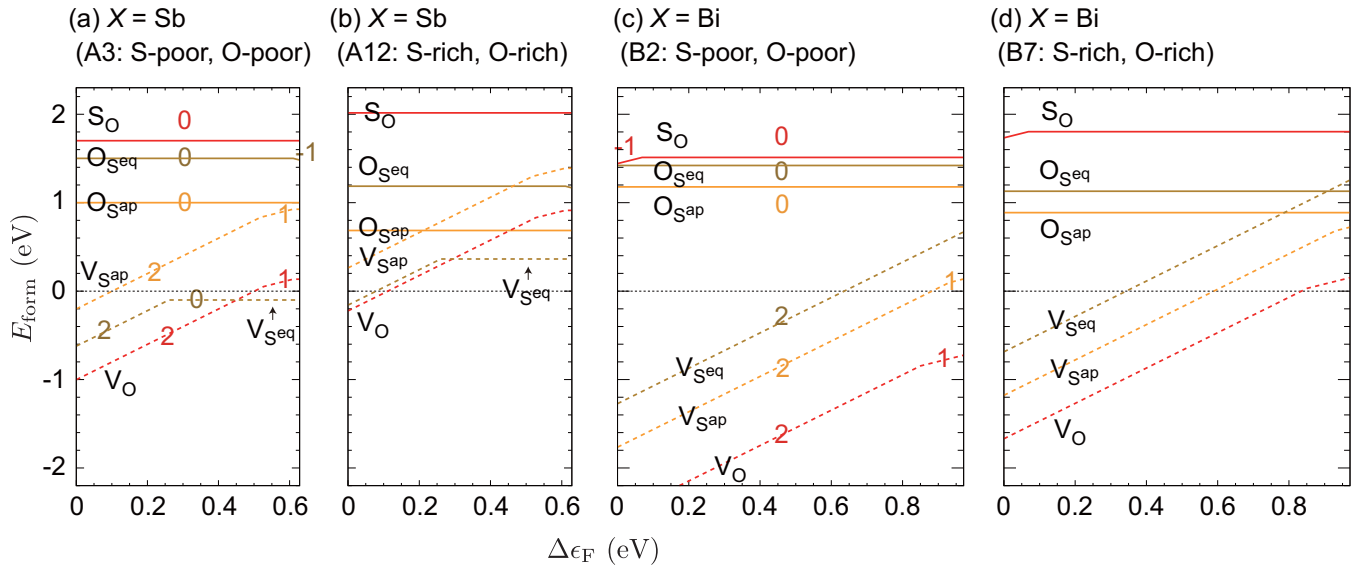 (a) X = Sb
(A3: S-poor, O-poor)
(b) X = Sb
(A12: S-rich, O-rich)
(c) X = Bi
(B2: S-poor, O-poor)
(d) X = Bi
(B7: S-rich, O-rich)
E_form (eV)
2
1
0
-1
-2
S_O
0
O_S^eq
0
-1
O_S^ap
0
1
V_S^ap
2
1
0
2
2
V_S^eq
V_O
0
0.2
0.4
0.6
S_O
O_S^eq
O_S^ap
V_S^ap
V_S^eq
V_O
0
0.2
0.4
0.6
S_O
0
-1
O_S^eq
0
O_S^ap
0
2
1
V_S^eq
2
1
V_S^ap
2
V_O
0
0.2
0.4
0.6
0.8
S_O
O_S^eq
O_S^ap
V_S^eq
V_S^ap
V_O
0
0.2
0.4
0.6
0.8
Δϵ_F (eV)